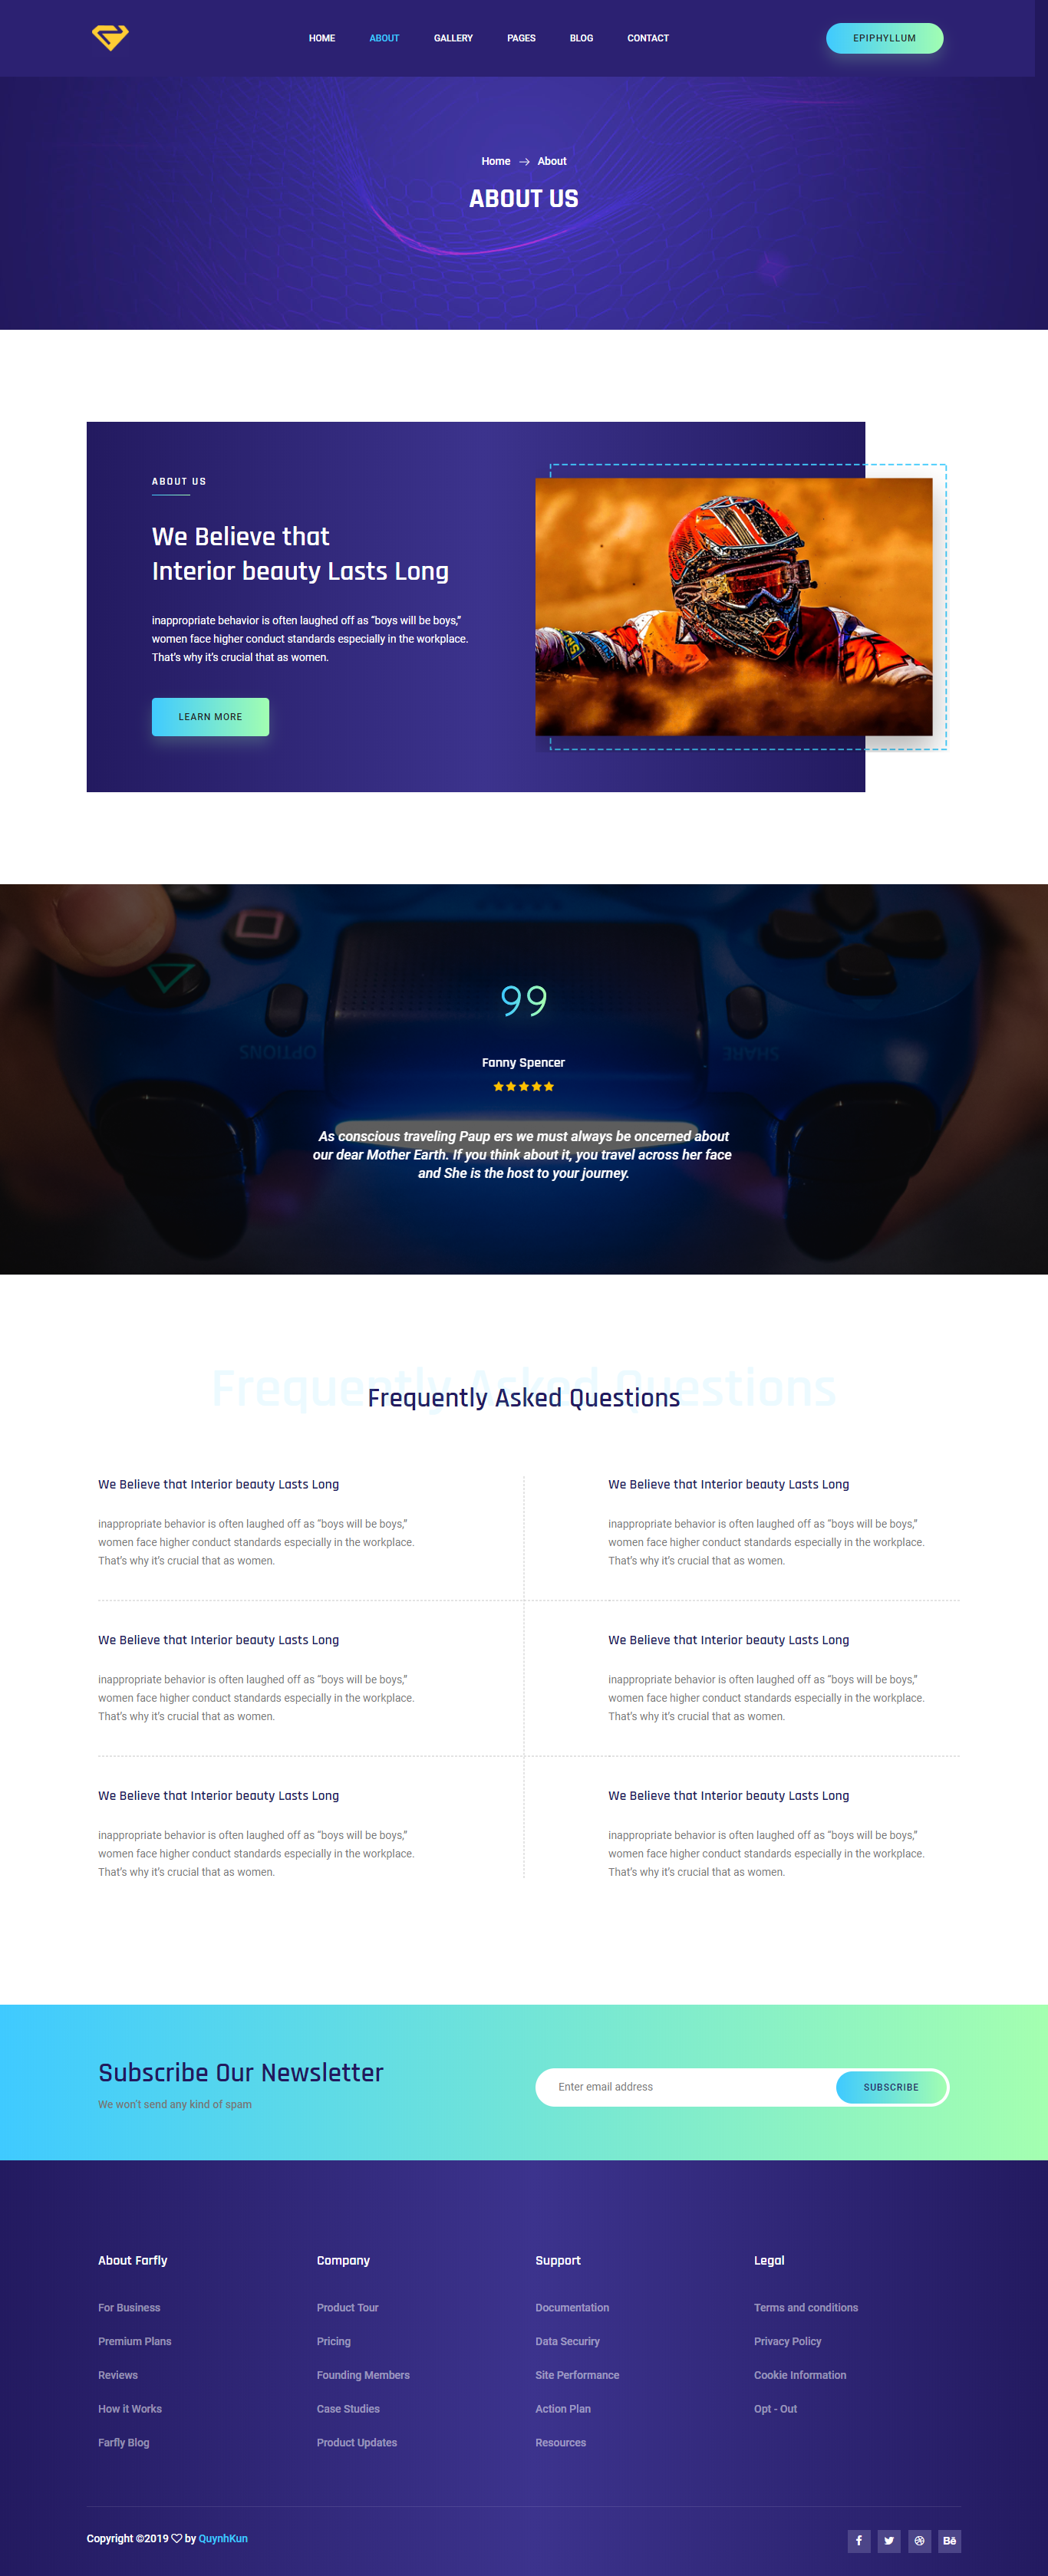 HOME ABOUT GALLERY PAGES BLOG CONTACT EPIPHYLLUM
Home → About
ABOUT US
ABOUT US
We Believe that
Interior beauty Lasts Long
inappropriate behavior is often laughed off as “boys will be boys,”
women face higher conduct standards especially in the workplace.
That’s why it’s crucial that as women.
LEARN MORE
OPTIONS
SHARE
Fanny Spencer
As conscious traveling Paup ers we must always be oncerned about
our dear Mother Earth. If you think about it, you travel across her face
and She is the host to your journey.
Frequently Asked Questions
Frequently Asked Questions
We Believe that Interior beauty Lasts Long
inappropriate behavior is often laughed off as “boys will be boys,”
women face higher conduct standards especially in the workplace.
That’s why it’s crucial that as women.
We Believe that Interior beauty Lasts Long
inappropriate behavior is often laughed off as “boys will be boys,”
women face higher conduct standards especially in the workplace.
That’s why it’s crucial that as women.
We Believe that Interior beauty Lasts Long
inappropriate behavior is often laughed off as “boys will be boys,”
women face higher conduct standards especially in the workplace.
That’s why it’s crucial that as women.
We Believe that Interior beauty Lasts Long
inappropriate behavior is often laughed off as “boys will be boys,”
women face higher conduct standards especially in the workplace.
That’s why it’s crucial that as women.
We Believe that Interior beauty Lasts Long
inappropriate behavior is often laughed off as “boys will be boys,”
women face higher conduct standards especially in the workplace.
That’s why it’s crucial that as women.
We Believe that Interior beauty Lasts Long
inappropriate behavior is often laughed off as “boys will be boys,”
women face higher conduct standards especially in the workplace.
That’s why it’s crucial that as women.
Subscribe Our Newsletter
We won’t send any kind of spam
Enter email address
SUBSCRIBE
About Farfly
For Business
Premium Plans
Reviews
How it Works
Farfly Blog
Company
Product Tour
Pricing
Founding Members
Case Studies
Product Updates
Support
Documentation
Data Securiry
Site Performance
Action Plan
Resources
Legal
Terms and conditions
Privacy Policy
Cookie Information
Opt - Out
Copyright ©2019 ♡ by QuynhKun
Bē